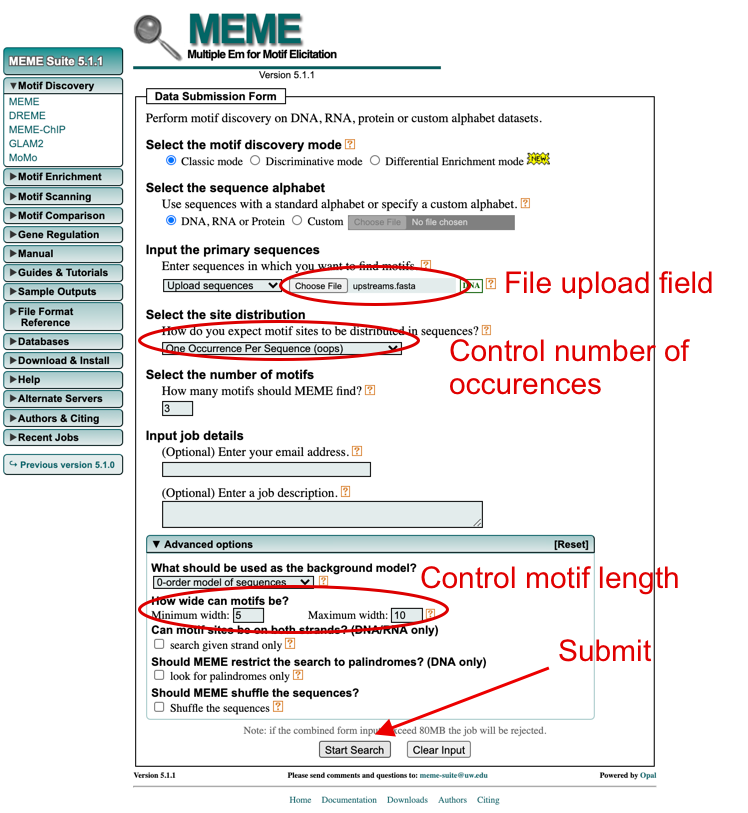 MEME
Multiple Em for Motif Elicitation
Version 5.1.1
MEME Suite 5.1.1
▼Motif Discovery
MEME
DREME
MEME-ChIP
GLAM2
MoMo
▶Motif Enrichment
▶Motif Scanning
▶Motif Comparison
▶Gene Regulation
▶Manual
▶Guides & Tutorials
▶Sample Outputs
▶File Format
Reference
▶Databases
▶Download & Install
▶Help
▶Alternate Servers
▶Authors & Citing
▶Recent Jobs
↪ Previous version 5.1.0
Data Submission Form
Perform motif discovery on DNA, RNA, protein or custom alphabet datasets.
Select the motif discovery mode ?
Classic mode Discriminative mode Differential Enrichment mode NEW
Select the sequence alphabet
Use sequences with a standard alphabet or specify a custom alphabet. ?
DNA, RNA or Protein Custom Choose File No file chosen
Input the primary sequences
Enter sequences in which you want to find motifs. ?
Upload sequences Choose File upstreams.fasta DNA ?
File upload field
Select the site distribution
How do you expect motif sites to be distributed in sequences? ?
One Occurrence Per Sequence (oops)
Control number of
occurences
Select the number of motifs
How many motifs should MEME find? ?
3
Input job details
(Optional) Enter your email address. ?
(Optional) Enter a job description. ?
▼ Advanced options [Reset]
What should be used as the background model?
0-order model of sequences ?
Control motif length
How wide can motifs be?
Minimum width: 5 Maximum width: 10 ?
Can motif sites be on both strands? (DNA/RNA only)
search given strand only ?
Should MEME restrict the search to palindromes? (DNA only)
look for palindromes only ?
Submit
Should MEME shuffle the sequences?
Shuffle the sequences ?
Note: if the combined form inputs exceed 80MB the job will be rejected.
Start Search Clear Input
Version 5.1.1 Please send comments and questions to: meme-suite@uw.edu Powered by Opal
Home Documentation Downloads Authors Citing